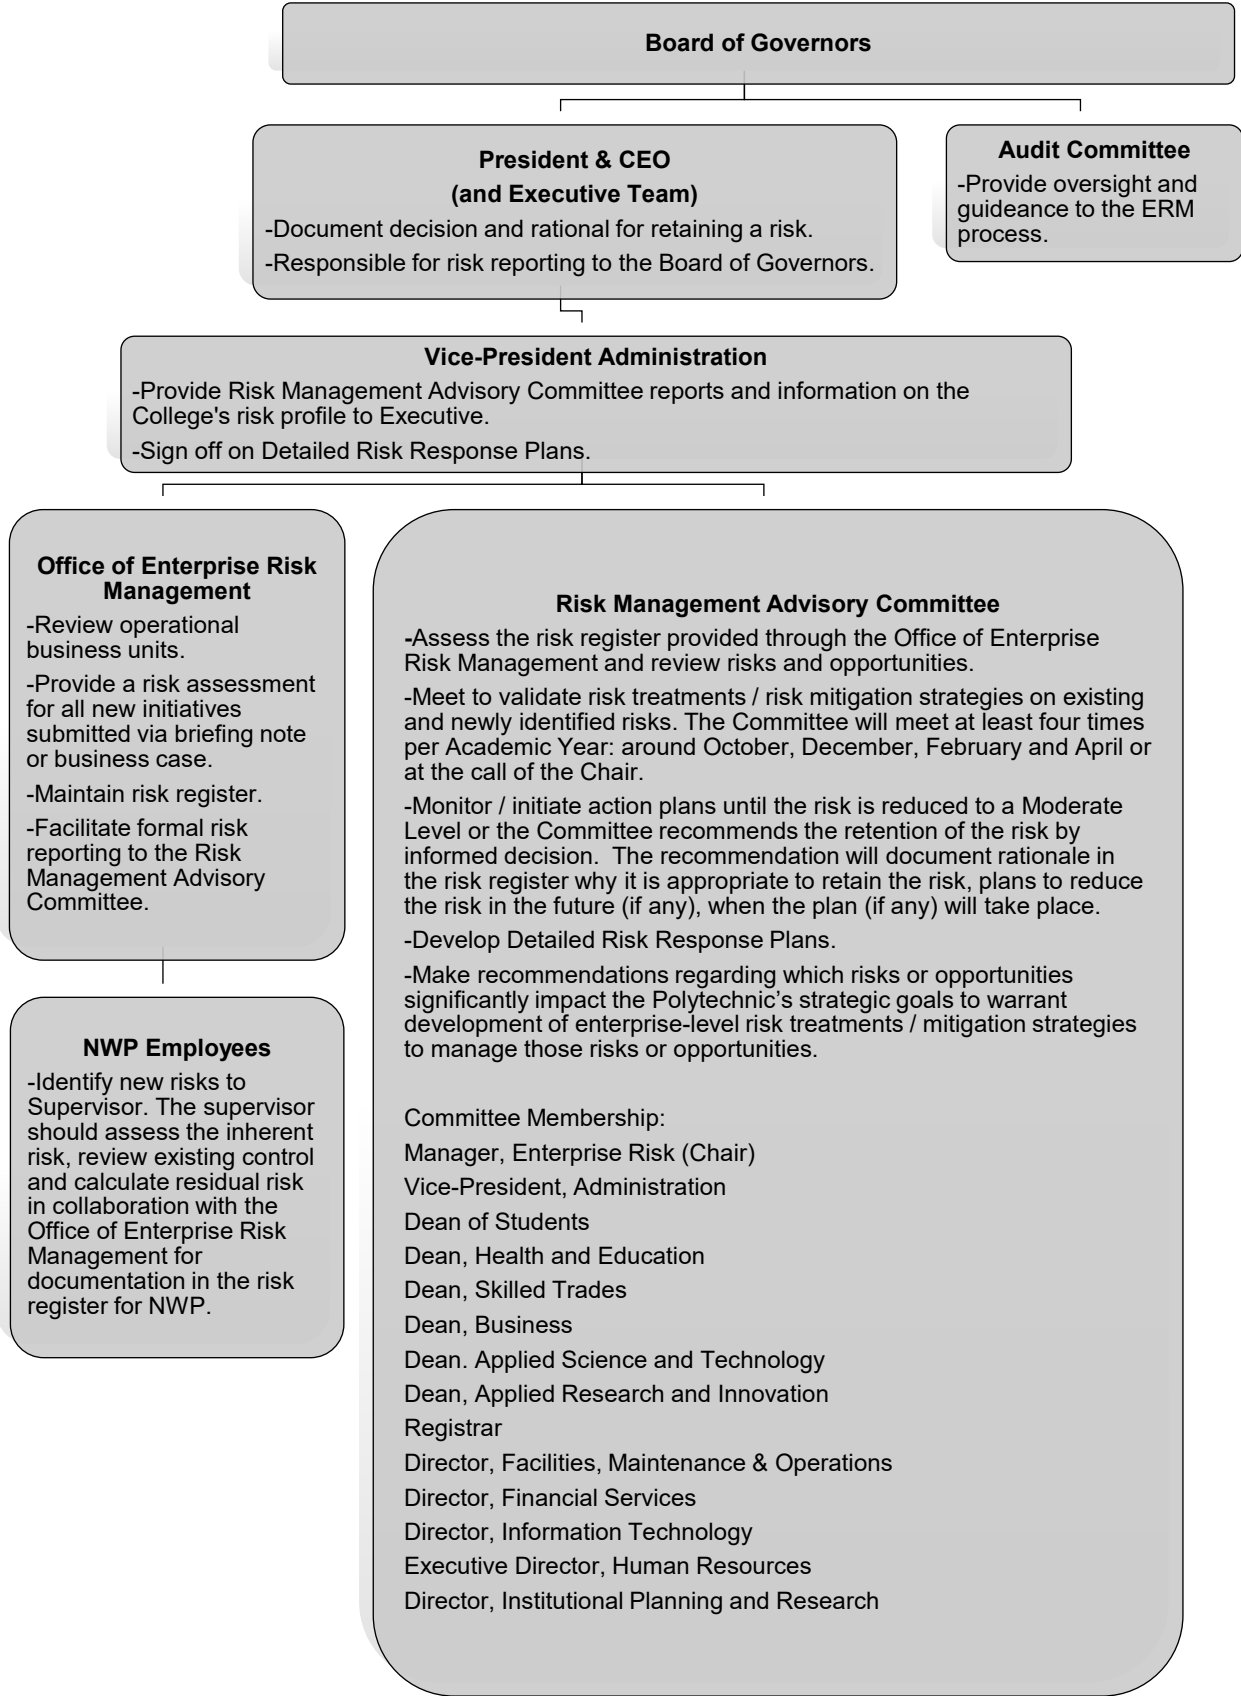 Board of Governors
President & CEO
(and Executive Team)
-Document decision and rational for retaining a risk.
-Responsible for risk reporting to the Board of Governors.
Audit Committee
-Provide oversight and
guideance to the ERM
process.
Vice-President Administration
-Provide Risk Management Advisory Committee reports and information on the
College's risk profile to Executive.
-Sign off on Detailed Risk Response Plans.
Office of Enterprise Risk
Management
-Review operational
business units.
-Provide a risk assessment
for all new initiatives
submitted via briefing note
or business case.
-Maintain risk register.
-Facilitate formal risk
reporting to the Risk
Management Advisory
Committee.
NWP Employees
-Identify new risks to
Supervisor. The supervisor
should assess the inherent
risk, review existing control
and calculate residual risk
in collaboration with the
Office of Enterprise Risk
Management for
documentation in the risk
register for NWP.
Risk Management Advisory Committee
-Assess the risk register provided through the Office of Enterprise
Risk Management and review risks and opportunities.
-Meet to validate risk treatments / risk mitigation strategies on existing
and newly identified risks. The Committee will meet at least four times
per Academic Year: around October, December, February and April or
at the call of the Chair.
-Monitor / initiate action plans until the risk is reduced to a Moderate
Level or the Committee recommends the retention of the risk by
informed decision.  The recommendation will document rationale in
the risk register why it is appropriate to retain the risk, plans to reduce
the risk in the future (if any), when the plan (if any) will take place.
-Develop Detailed Risk Response Plans.
-Make recommendations regarding which risks or opportunities
significantly impact the Polytechnic’s strategic goals to warrant
development of enterprise-level risk treatments / mitigation strategies
to manage those risks or opportunities.
Committee Membership:
Manager, Enterprise Risk (Chair)
Vice-President, Administration
Dean of Students
Dean, Health and Education
Dean, Skilled Trades
Dean, Business
Dean. Applied Science and Technology
Dean, Applied Research and Innovation
Registrar
Director, Facilities, Maintenance & Operations
Director, Financial Services
Director, Information Technology
Executive Director, Human Resources
Director, Institutional Planning and Research